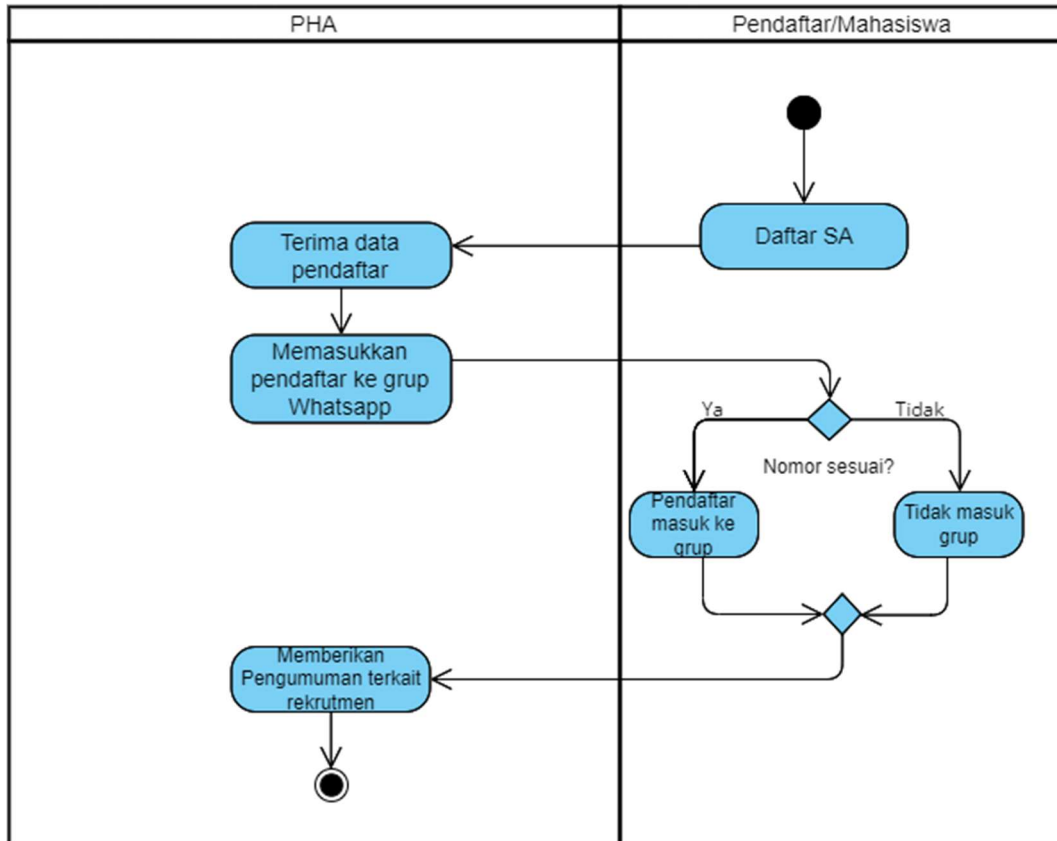 PHA
Pendaftar/Mahasiswa
Daftar SA
Terima data
pendaftar
Memasukkan
pendaftar ke grup
Whatsapp
Ya
Tidak
Nomor sesuai?
Pendaftar
masuk ke
grup
Tidak masuk
grup
Memberikan
Pengumuman terkait
rekrutmen